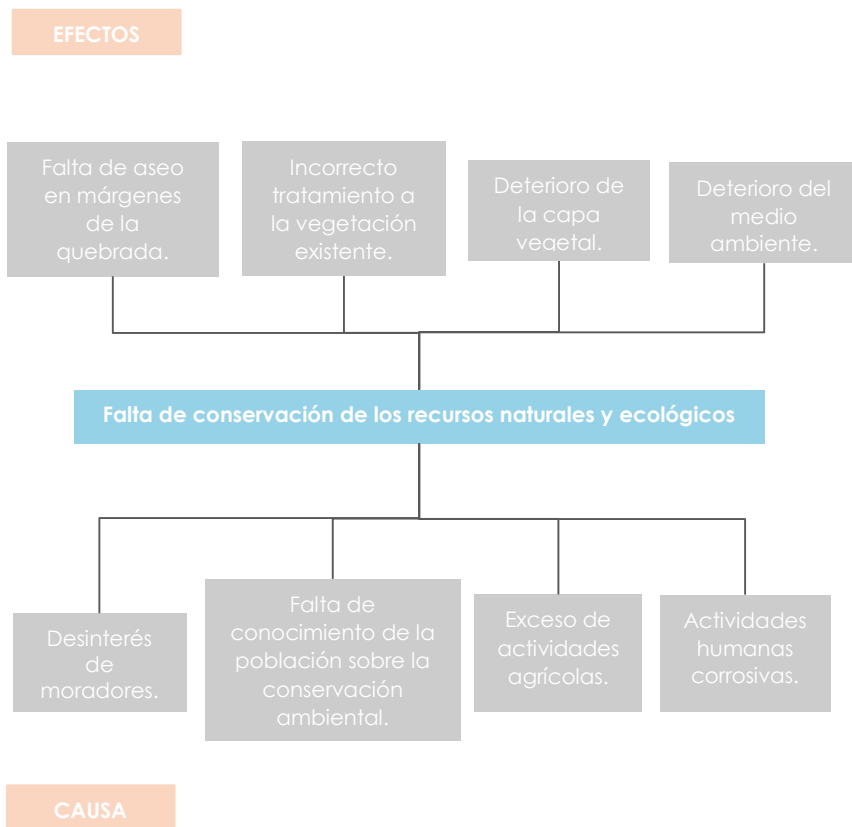 EFECTOS
Falta de aseo
en márgenes
de la
quebrada.
Incorrecto
tratamiento a
la vegetación
existente.
Deterioro de
la capa
vegetal.
Deterioro del
medio
ambiente.
Falta de conservación de los recursos naturales y ecológicos
Desinterés
de
moradores.
Falta de
conocimiento de la
población sobre la
conservación
ambiental.
Exceso de
actividades
agrícolas.
Actividades
humanas
corrosivas.
CAUSA